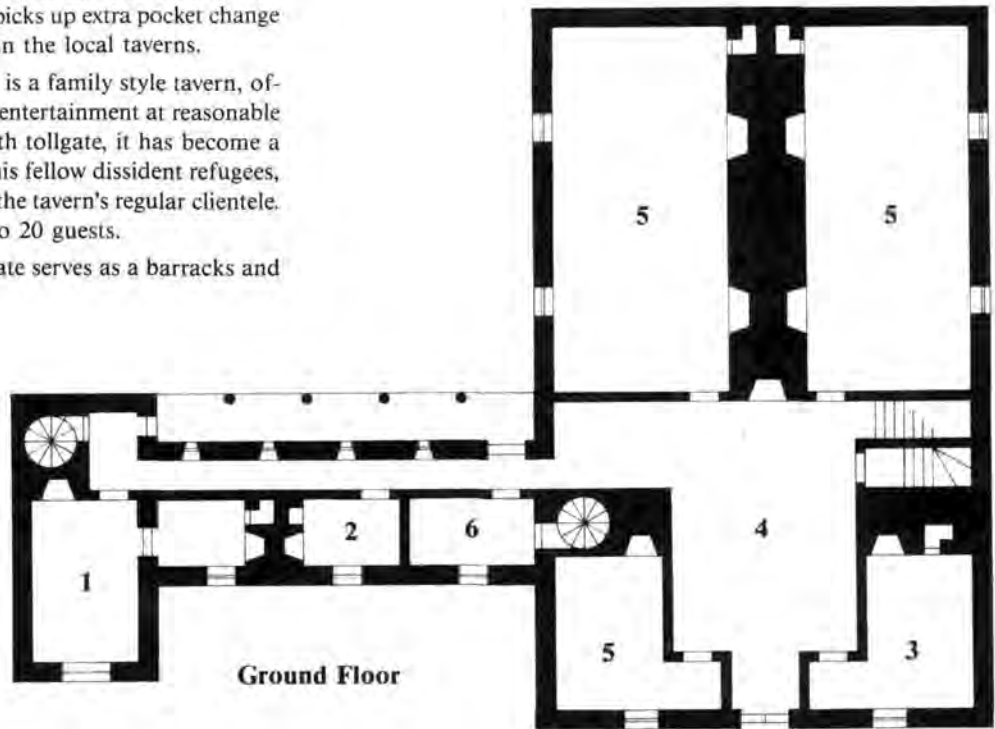 picks up extra pocket change
n the local taverns.
is a family style tavern, of-
entertainment at reasonable
th tollgate, it has become a
his fellow dissident refugees,
the tavern's regular clientele.
o 20 guests.
ate serves as a barracks and
5
5
1
2
6
4
5
3
Ground Floor